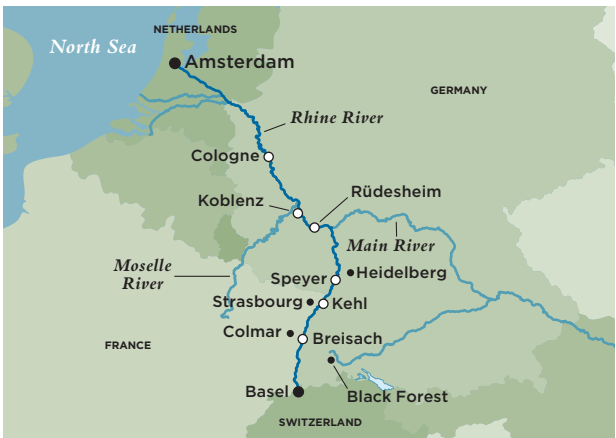 NETHERLANDS
North Sea
Amsterdam
GERMANY
Rhine River
Cologne
Rüdesheim
Koblenz
Main River
Moselle
River
Heidelberg
Speyer
Strasbourg
Kehl
Colmar
Breisach
FRANCE
Basel
Black Forest
SWITZERLAND